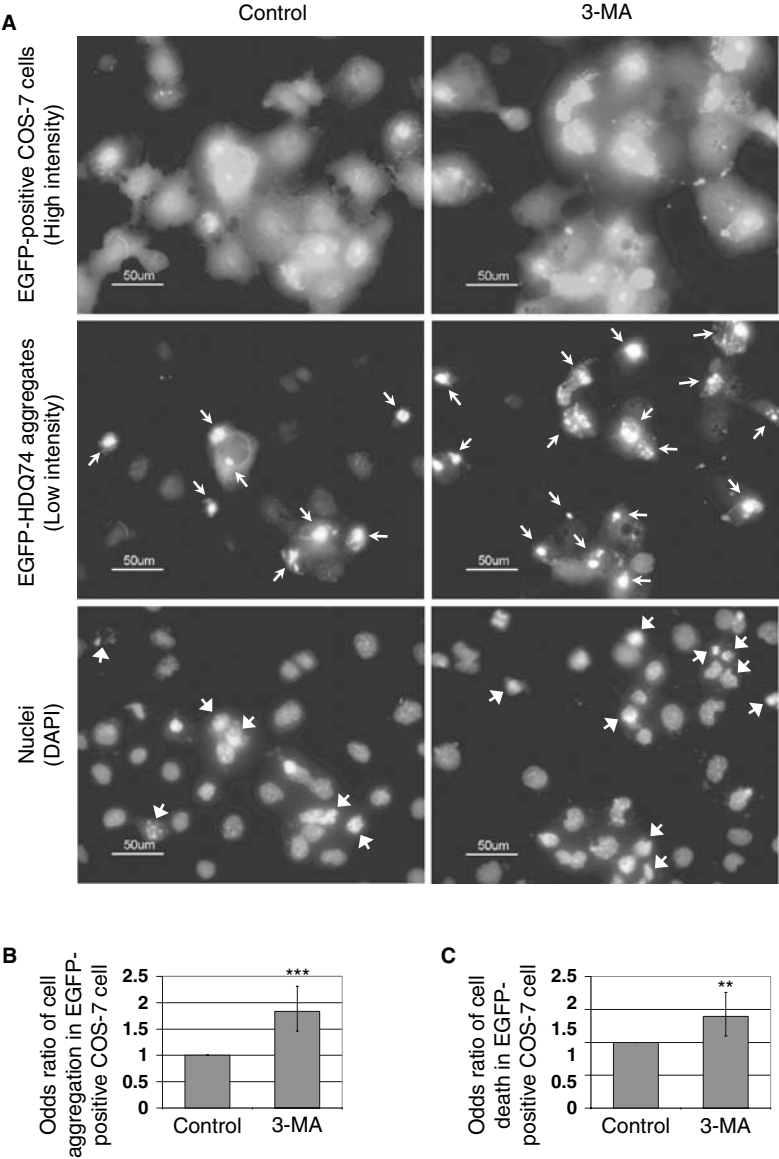 Control
3-MA
A
EGFP-positive COS-7 cells
(High intensity)
50um
50um
EGFP-HDQ74 aggregates
(Low intensity)
50um
50um
Nuclei
(DAPI)
50um
50um
B
Odds ratio of cell
aggregation in EGFP-
positive COS-7 cell
2.5
2
1.5
1
0.5
0
***
Control
3-MA
C
Odds ratio of cell
death in EGFP-
positive COS-7 cell
2.5
2
1.5
1
0.5
0
**
Control
3-MA